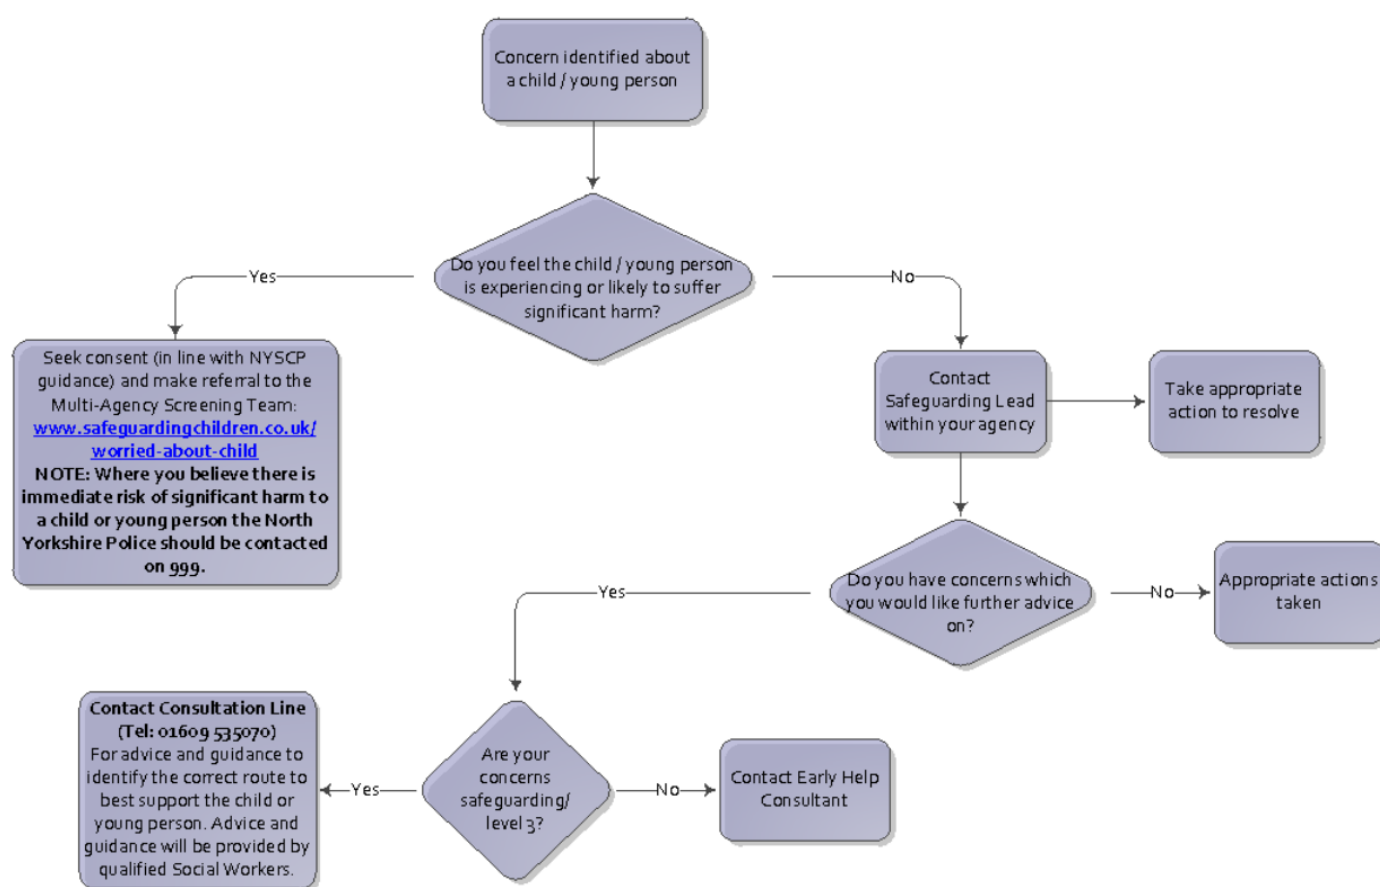 Concern identified about
a child / young person
Do you feel the child / young person
is experiencing or likely to suffer
significant harm?
Yes
No
Seek consent (in line with NYSCP
guidance) and make referral to the
Multi-Agency Screening Team:
www.safeguardingchildren.co.uk/
worried-about-child
NOTE: Where you believe there is
immediate risk of significant harm to
a child or young person the North
Yorkshire Police should be contacted
on 999.
Contact
Safeguarding Lead
within your agency
Take appropriate
action to resolve
Do you have concerns which
you would like further advice
on?
Yes
No
Appropriate actions
taken
Are your
concerns
safeguarding/
level 3?
Yes
No
Contact Consultation Line
(Tel: 01609 535070)
For advice and guidance to
identify the correct route to
best support the child or
young person. Advice and
guidance will be provided by
qualified Social Workers.
Contact Early Help
Consultant